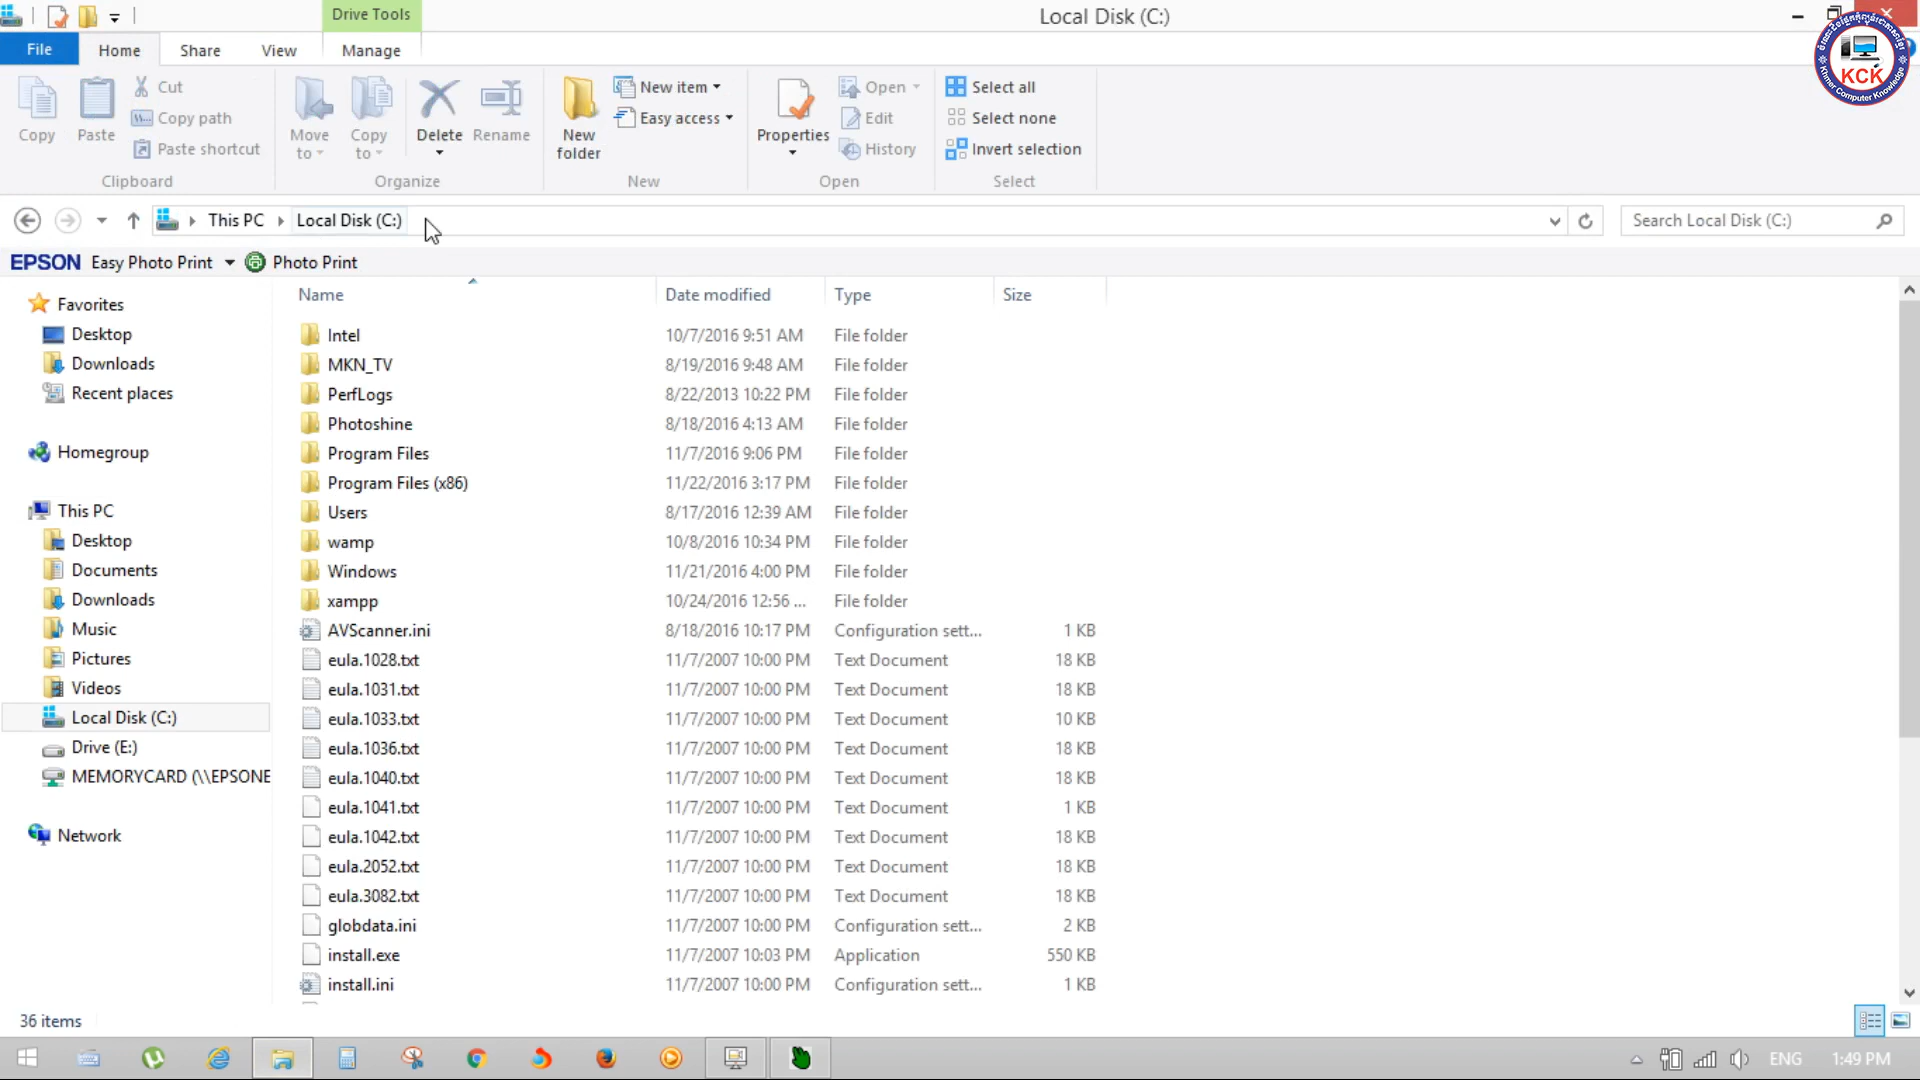 Drive Tools
Local Disk (C:)
File Home Share View Manage
Copy
Paste
Cut
Copy path
Paste shortcut
Clipboard
Move to
Copy to
Delete
Rename
Organize
New folder
New item
Easy access
New
Properties
Open
Edit
History
Open
Select all
Select none
Invert selection
Select
KCK
Khmer Computer Knowledge
This PC Local Disk (C:)
Search Local Disk (C:)
EPSON Easy Photo Print Photo Print
Favorites
Desktop
Downloads
Recent places
Homegroup
This PC
Desktop
Documents
Downloads
Music
Pictures
Videos
Local Disk (C:)
Drive (E:)
MEMORYCARD (\\EPSONE
Network
Name Date modified Type Size
Intel 10/7/2016 9:51 AM File folder
MKN_TV 8/19/2016 9:48 AM File folder
PerfLogs 8/22/2013 10:22 PM File folder
Photoshine 8/18/2016 4:13 AM File folder
Program Files 11/7/2016 9:06 PM File folder
Program Files (x86) 11/22/2016 3:17 PM File folder
Users 8/17/2016 12:39 AM File folder
wamp 10/8/2016 10:34 PM File folder
Windows 11/21/2016 4:00 PM File folder
xampp 10/24/2016 12:56 ... File folder
AVScanner.ini 8/18/2016 10:17 PM Configuration sett... 1 KB
eula.1028.txt 11/7/2007 10:00 PM Text Document 18 KB
eula.1031.txt 11/7/2007 10:00 PM Text Document 18 KB
eula.1033.txt 11/7/2007 10:00 PM Text Document 10 KB
eula.1036.txt 11/7/2007 10:00 PM Text Document 18 KB
eula.1040.txt 11/7/2007 10:00 PM Text Document 18 KB
eula.1041.txt 11/7/2007 10:00 PM Text Document 1 KB
eula.1042.txt 11/7/2007 10:00 PM Text Document 18 KB
eula.2052.txt 11/7/2007 10:00 PM Text Document 18 KB
eula.3082.txt 11/7/2007 10:00 PM Text Document 18 KB
globdata.ini 11/7/2007 10:00 PM Configuration sett... 2 KB
install.exe 11/7/2007 10:03 PM Application 550 KB
install.ini 11/7/2007 10:00 PM Configuration sett... 1 KB
36 items
ENG 1:49 PM